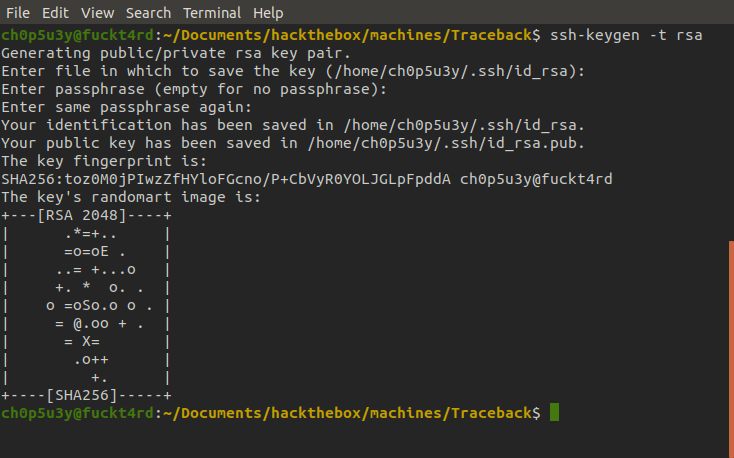 File Edit View Search Terminal Help
ch0p5u3y@fuckt4rd:~/Documents/hackthebox/machines/Traceback$ ssh-keygen -t rsa
Generating public/private rsa key pair.
Enter file in which to save the key (/home/ch0p5u3y/.ssh/id_rsa):
Enter passphrase (empty for no passphrase):
Enter same passphrase again:
Your identification has been saved in /home/ch0p5u3y/.ssh/id_rsa.
Your public key has been saved in /home/ch0p5u3y/.ssh/id_rsa.pub.
The key fingerprint is:
SHA256:toz0M0jPIwzZfHYloFGcno/P+CbVyR0YOLJGLpFpddA ch0p5u3y@fuckt4rd
The key's randomart image is:
+---[RSA 2048]----+
|      .*=+..     |
|      =o=oE .    |
|     ..= +...o   |
|     +. *  o. .  |
|    o =oSo.o o . |
|     = @.oo + .  |
|      = X=       |
|       .o++      |
|         +.      |
+----[SHA256]-----+
ch0p5u3y@fuckt4rd:~/Documents/hackthebox/machines/Traceback$